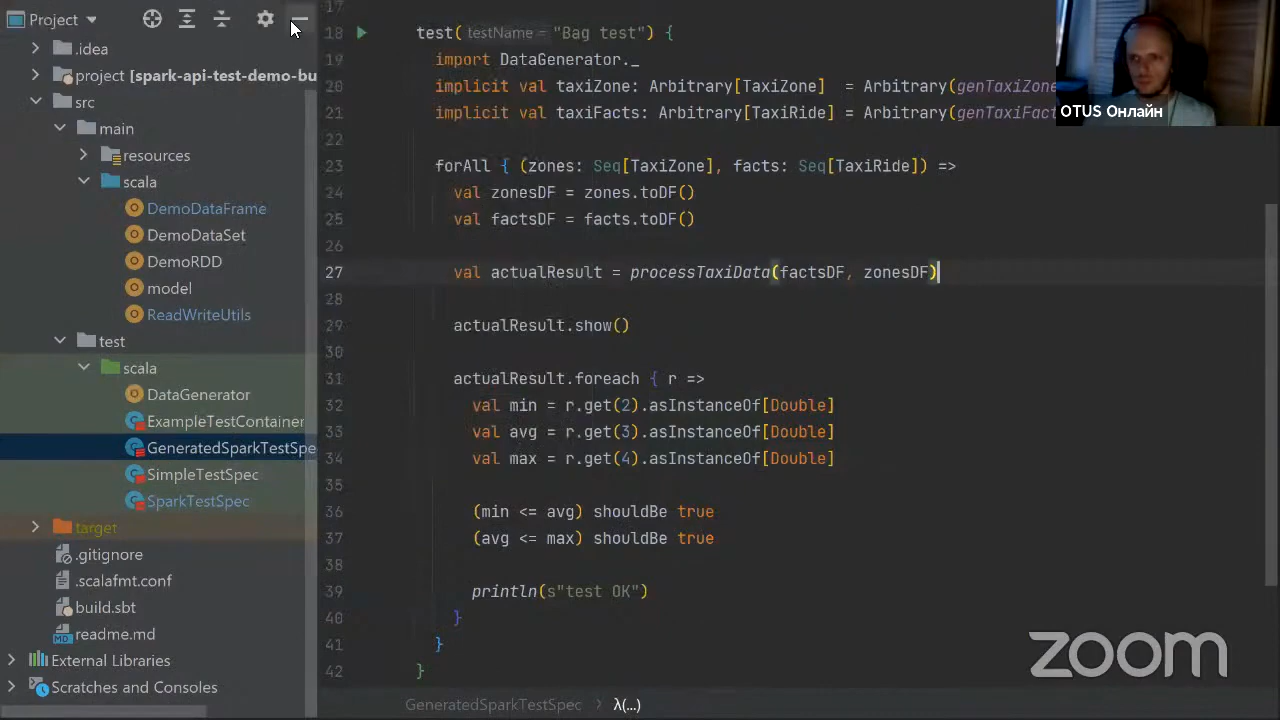 Project
.idea
project [spark-api-test-demo-bu
src
main
resources
scala
DemoDataFrame
DemoDataSet
DemoRDD
model
ReadWriteUtils
test
scala
DataGenerator
ExampleTestContainer
GeneratedSparkTestSpe
SimpleTestSpec
SparkTestSpec
target
.gitignore
.scalafmt.conf
build.sbt
readme.md
External Libraries
Scratches and Consoles
17
18 test( testName = "Bag test") {
19 import DataGenerator._
20 implicit val taxiZone: Arbitrary[TaxiZone] = Arbitrary(genTaxiZone
21 implicit val taxiFacts: Arbitrary[TaxiRide] = Arbitrary(genTaxiFact
22
23 forAll { (zones: Seq[TaxiZone], facts: Seq[TaxiRide]) =>
24 val zonesDF = zones.toDF()
25 val factsDF = facts.toDF()
26
27 val actualResult = processTaxiData(factsDF, zonesDF)
28
29 actualResult.show()
30
31 actualResult.foreach { r =>
32 val min = r.get(2).asInstanceOf[Double]
33 val avg = r.get(3).asInstanceOf[Double]
34 val max = r.get(4).asInstanceOf[Double]
35
36 (min <= avg) shouldBe true
37 (avg <= max) shouldBe true
38
39 println(s"test OK")
40 }
41 }
42 }
GeneratedSparkTestSpec > λ(...)
OTUS Онлайн
zoom